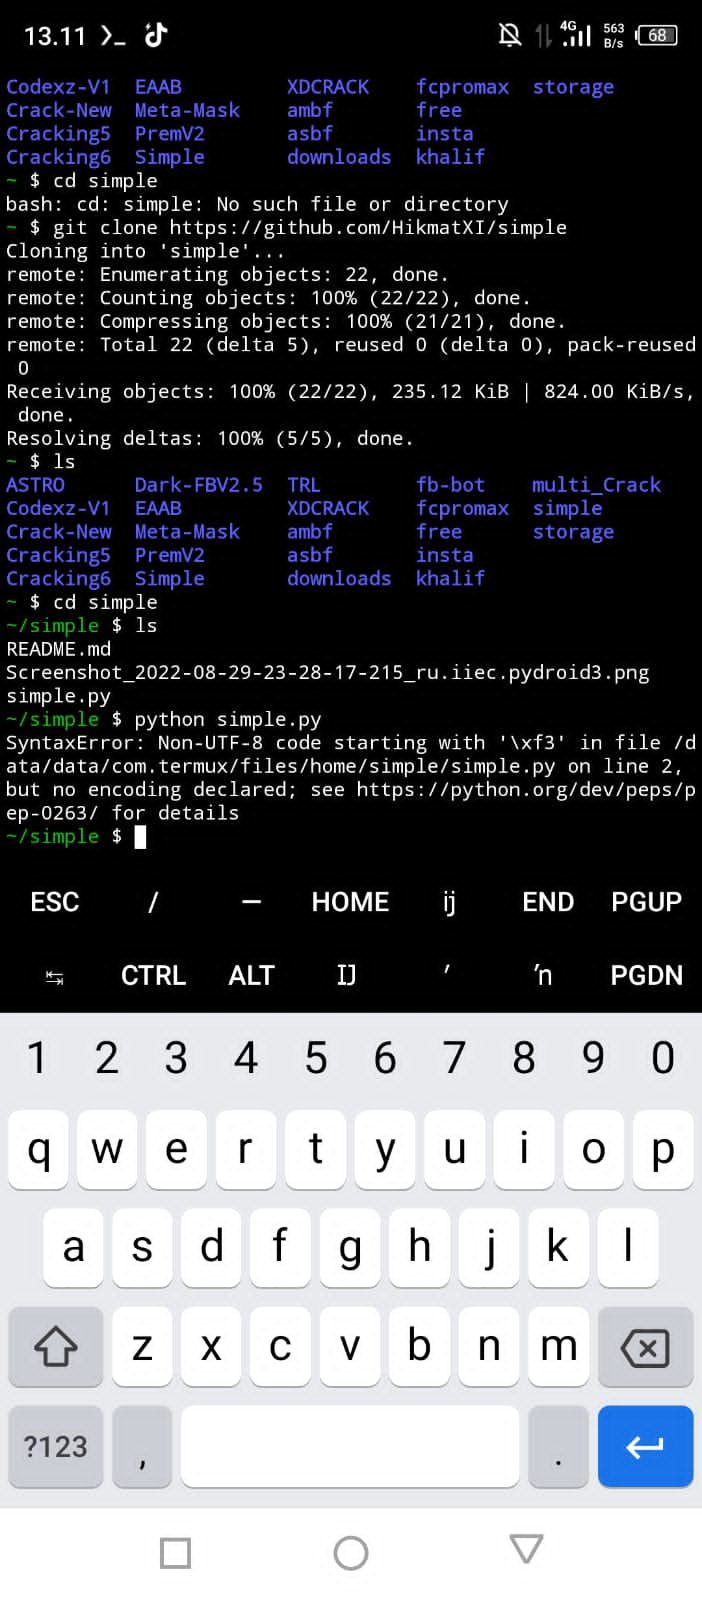 13.11 4G 563 B/s 68
Codexz-V1 EAAB XDCRACK fcpromax storage
Crack-New Meta-Mask ambf free
Cracking5 PremV2 asbf insta
Cracking6 Simple downloads khalif
~ $ cd simple
bash: cd: simple: No such file or directory
~ $ git clone https://github.com/HikmatXI/simple
Cloning into 'simple'...
remote: Enumerating objects: 22, done.
remote: Counting objects: 100% (22/22), done.
remote: Compressing objects: 100% (21/21), done.
remote: Total 22 (delta 5), reused 0 (delta 0), pack-reused
0
Receiving objects: 100% (22/22), 235.12 KiB | 824.00 KiB/s,
done.
Resolving deltas: 100% (5/5), done.
~ $ ls
ASTRO Dark-FBV2.5 TRL fb-bot multi_Crack
Codexz-V1 EAAB XDCRACK fcpromax simple
Crack-New Meta-Mask ambf free storage
Cracking5 PremV2 asbf insta
Cracking6 Simple downloads khalif
~ $ cd simple
~/simple $ ls
README.md
Screenshot_2022-08-29-23-28-17-215_ru.iiec.pydroid3.png
simple.py
~/simple $ python simple.py
SyntaxError: Non-UTF-8 code starting with '\xf3' in file /d
ata/data/com.termux/files/home/simple/simple.py on line 2,
but no encoding declared; see https://python.org/dev/peps/p
ep-0263/ for details
~/simple $
ESC / — HOME ij END PGUP
↹ CTRL ALT IJ ′ ŉ PGDN
1 2 3 4 5 6 7 8 9 0
q w e r t y u i o p
a s d f g h j k l
z x c v b n m
?123 , .